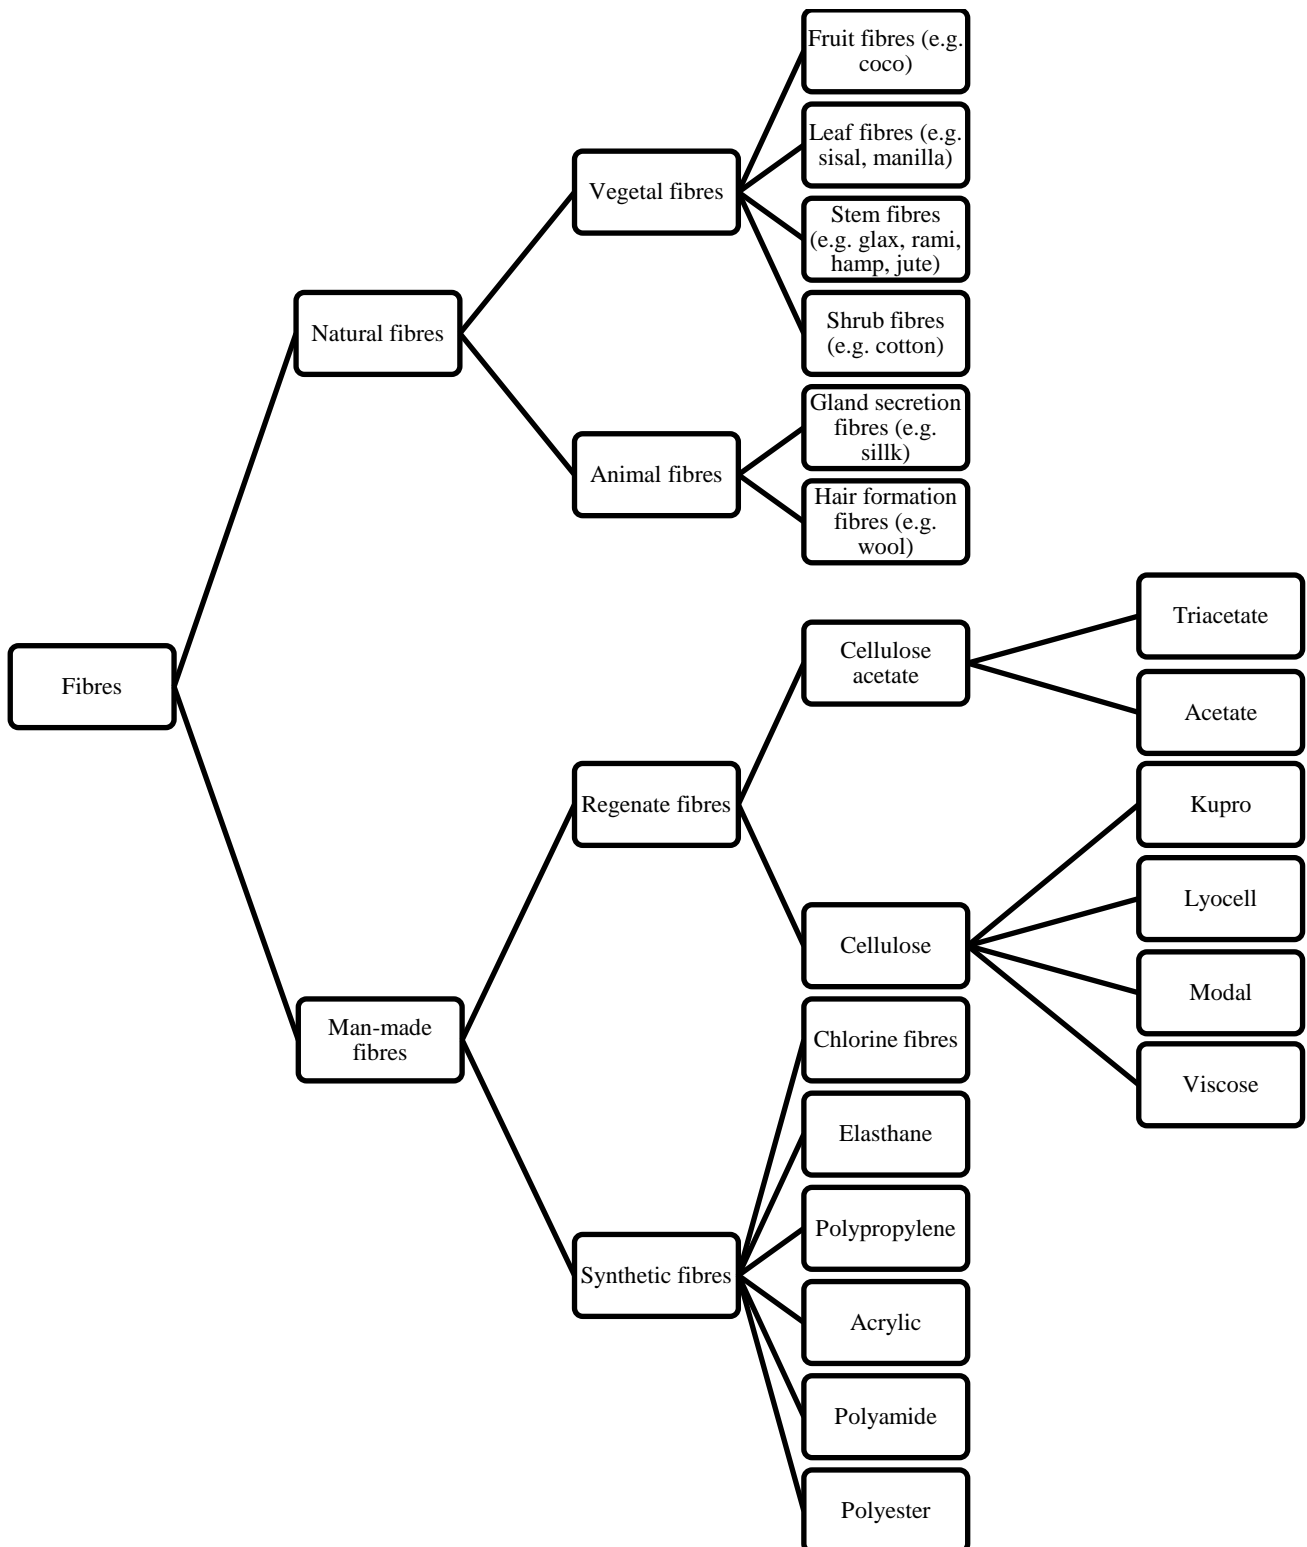 Fruit fibres (e.g.
coco)
Leaf fibres (e.g.
sisal, manilla)
Vegetal fibres
Stem fibres
(e.g. glax, rami,
hamp, jute)
Shrub fibres
(e.g. cotton)
Natural fibres
Gland secretion
fibres (e.g.
sillk)
Animal fibres
Hair formation
fibres (e.g.
wool)
Fibres
Triacetate
Cellulose
acetate
Acetate
Regenate fibres
Kupro
Lyocell
Cellulose
Modal
Viscose
Man-made
fibres
Chlorine fibres
Elasthane
Polypropylene
Synthetic fibres
Acrylic
Polyamide
Polyester